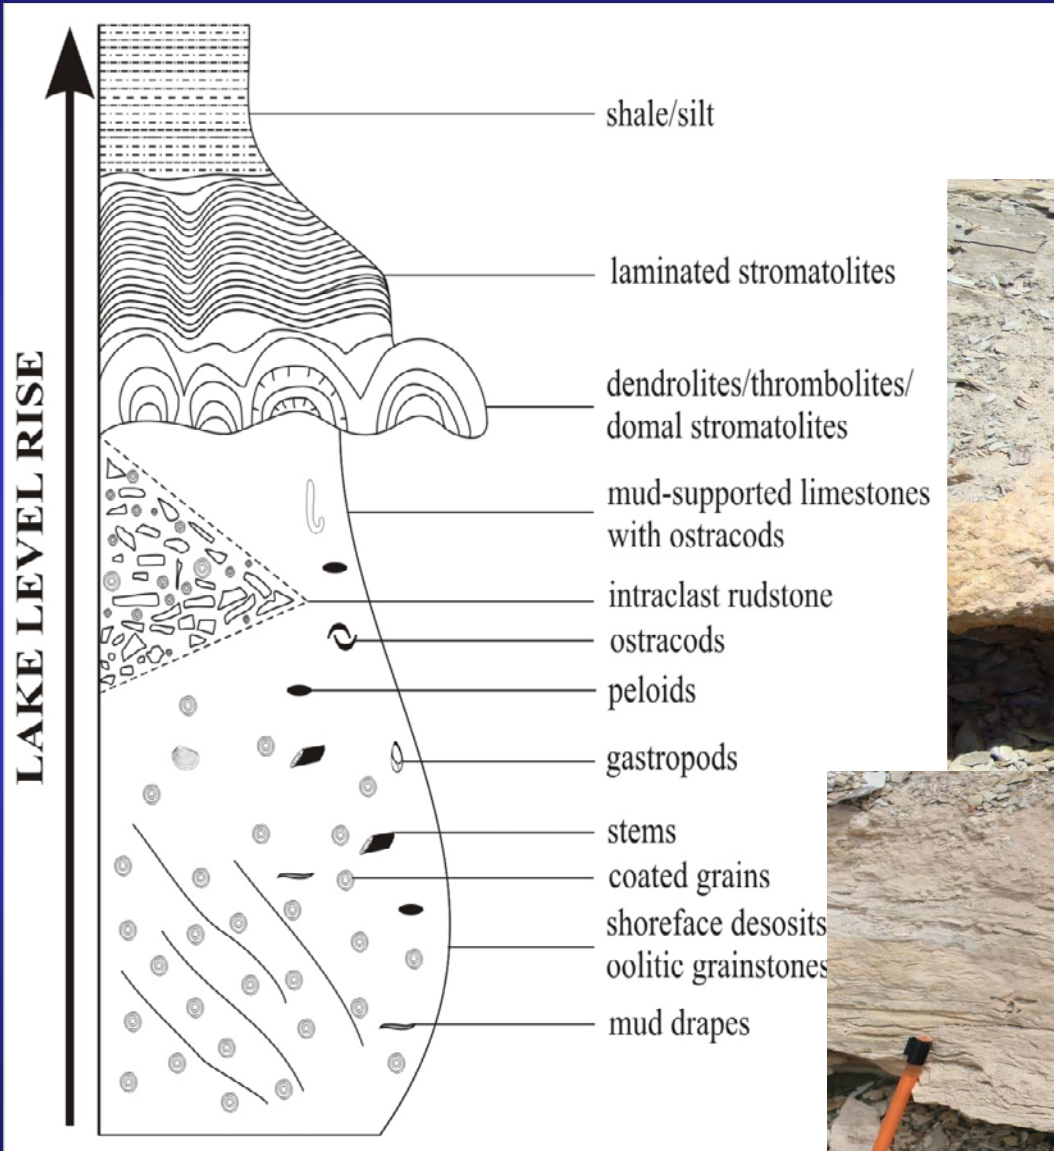 LAKE LEVEL RISE
shale/silt
laminated stromatolites
dendrolites/thrombolites/
domal stromatolites
mud-supported limestones
with ostracods
intraclast rudstone
ostracods
peloids
gastropods
stems
coated grains
shoreface desosits
oolitic grainstones
mud drapes